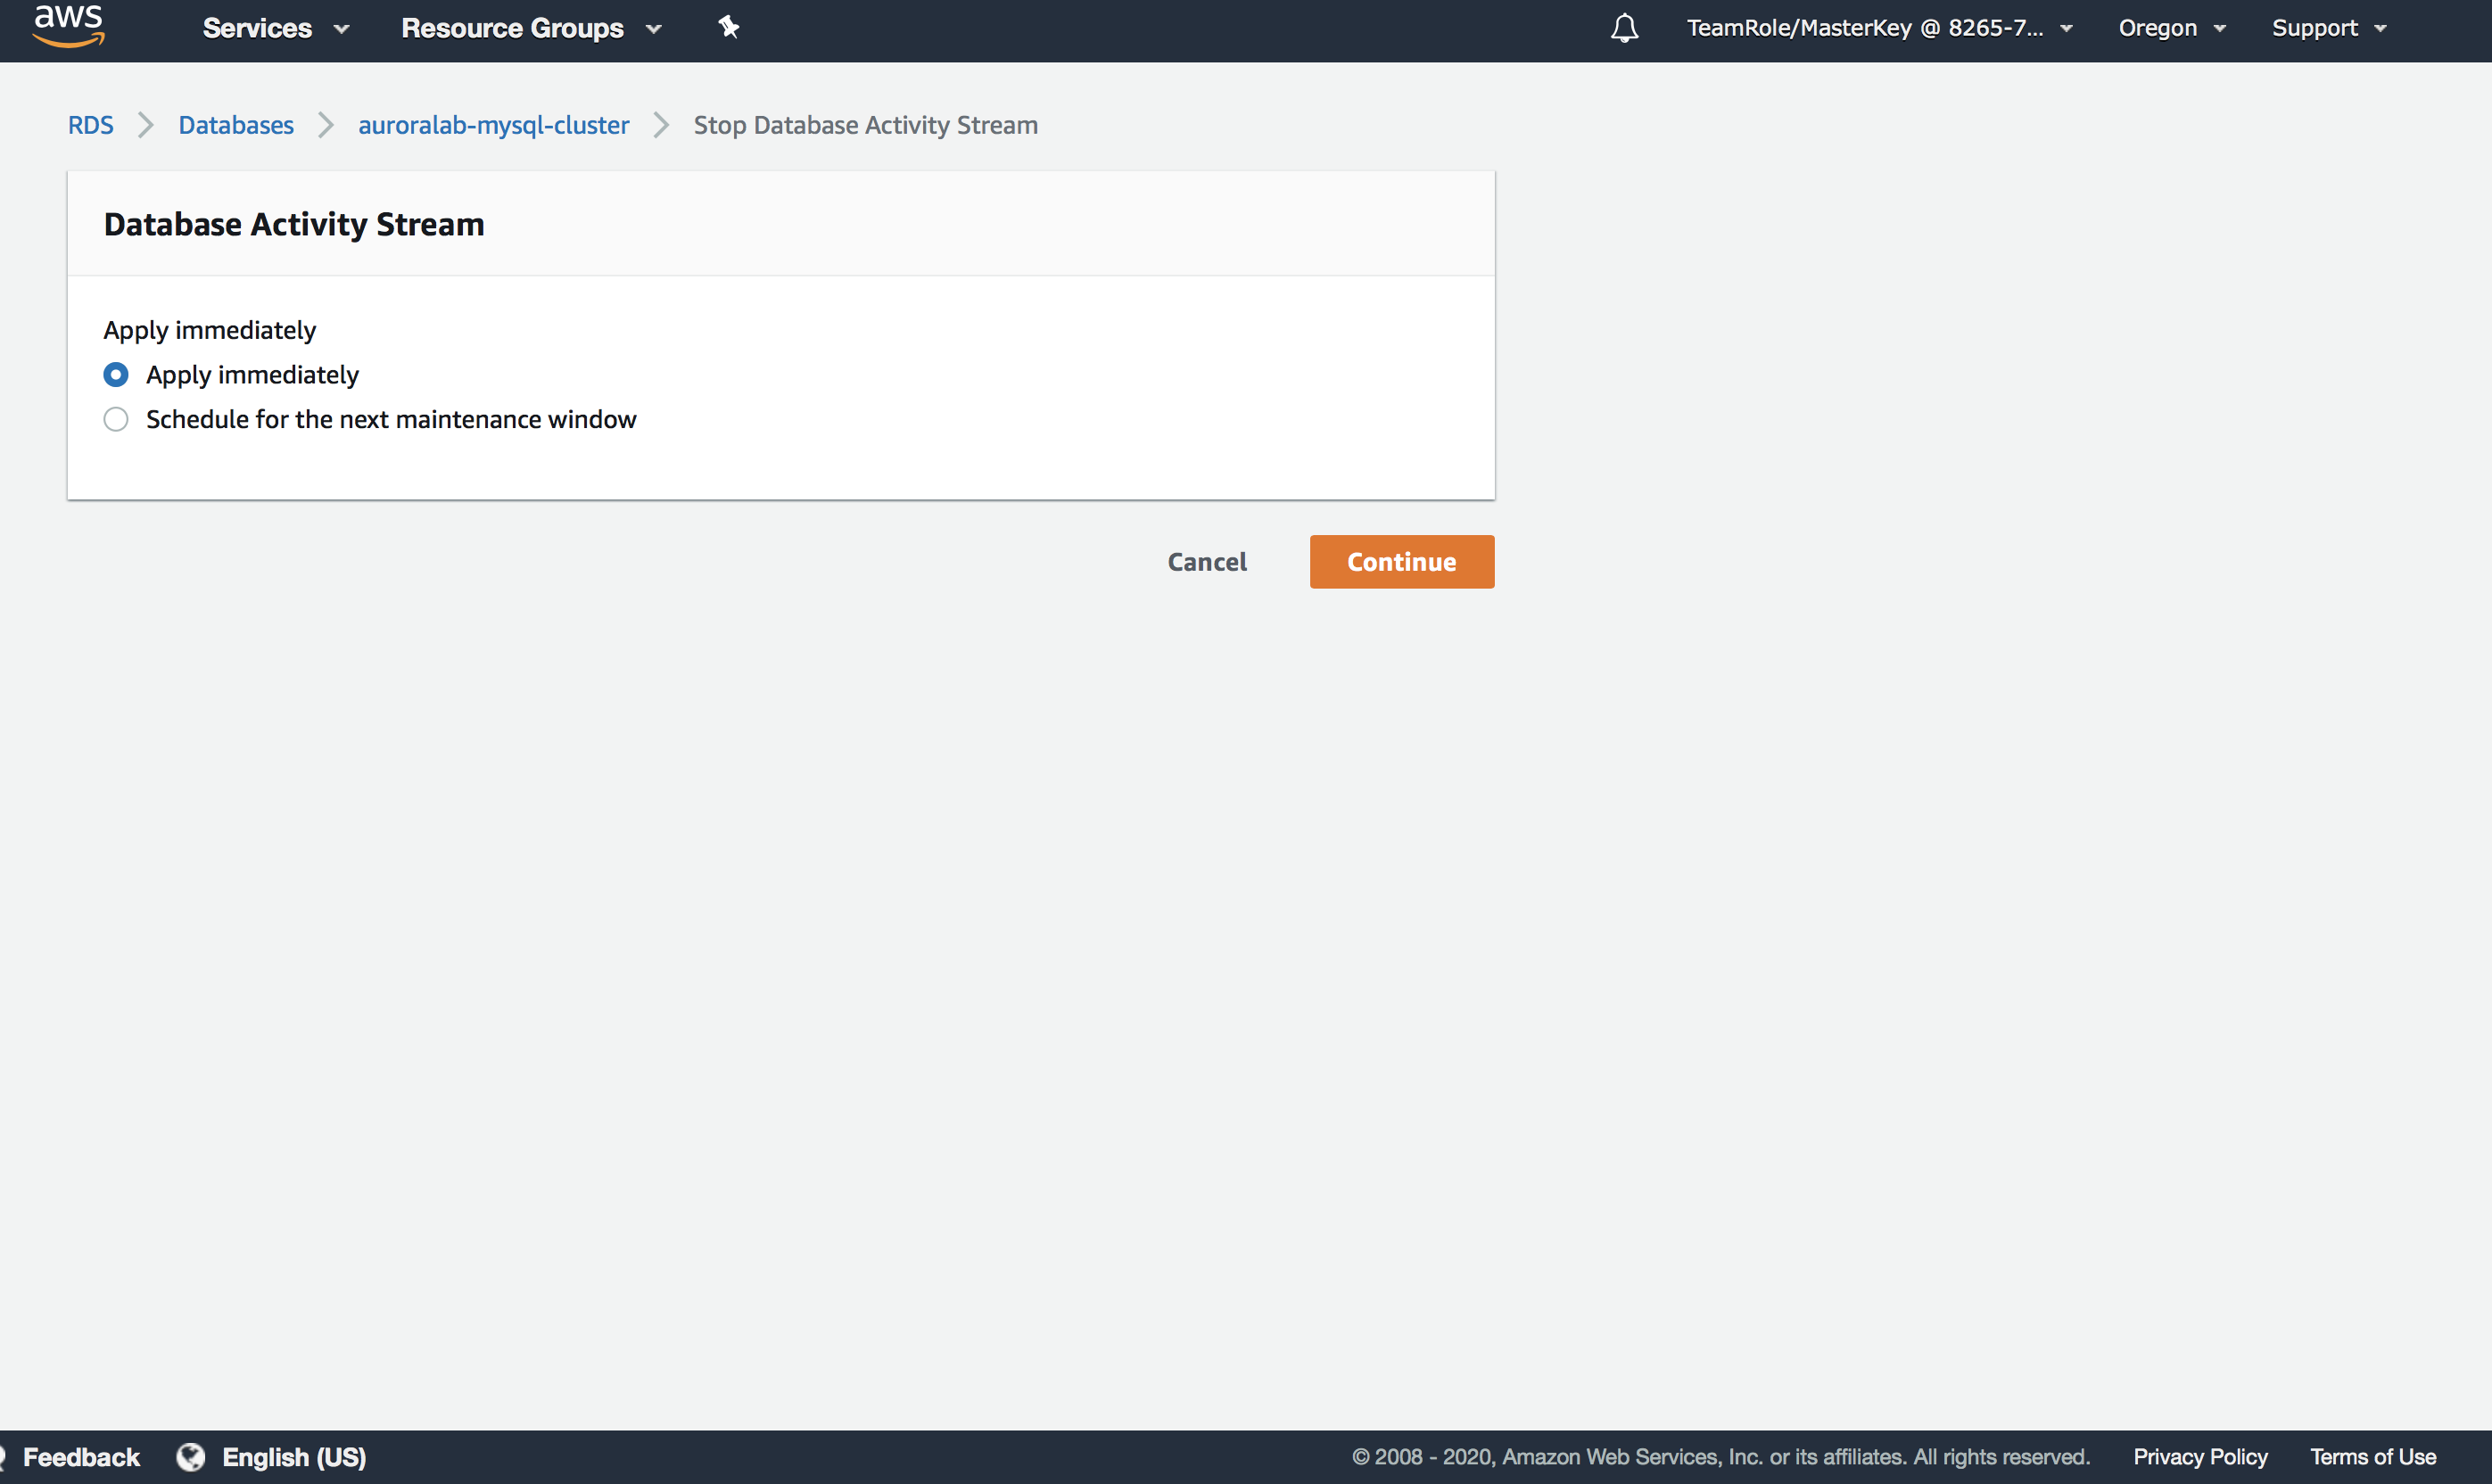 aws Services Resource Groups TeamRole/MasterKey @ 8265-7... Oregon Support
RDS Databases auroralab-mysql-cluster Stop Database Activity Stream
Database Activity Stream
Apply immediately
Apply immediately
Schedule for the next maintenance window
Cancel Continue
Feedback English (US) © 2008 - 2020, Amazon Web Services, Inc. or its affiliates. All rights reserved. Privacy Policy Terms of Use